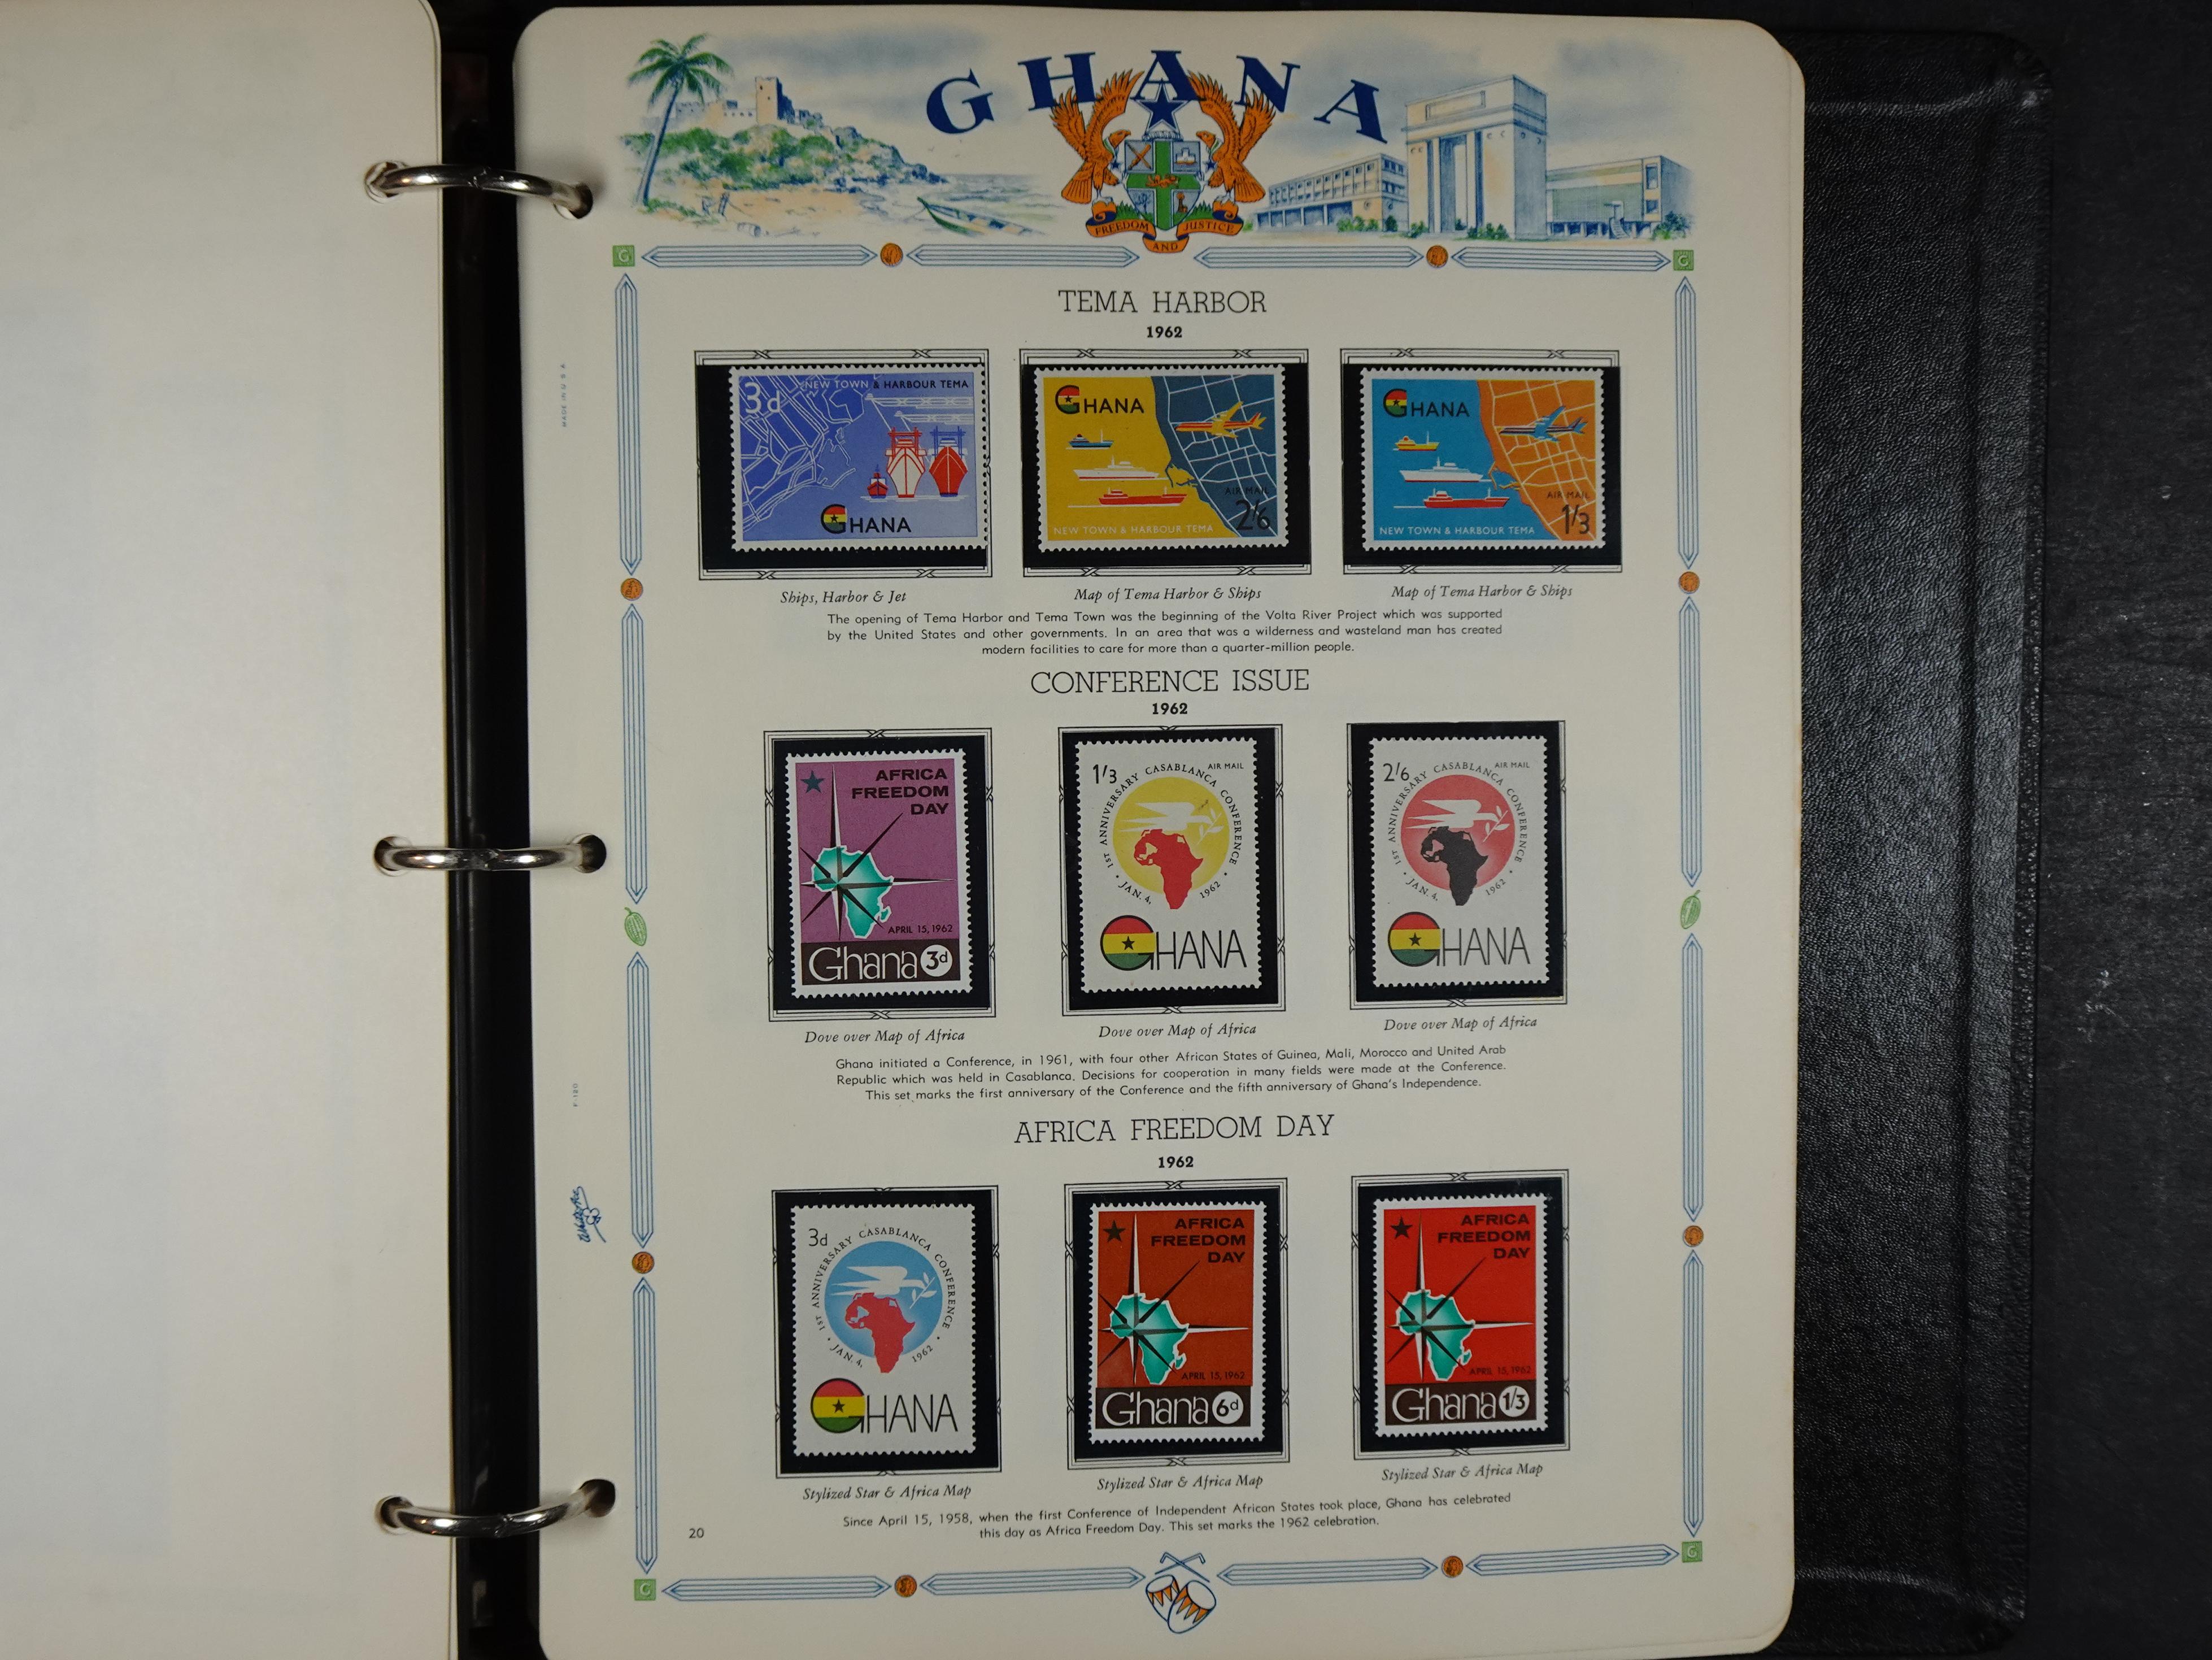 GHANA
FREEDOM AND JUSTICE
G
G
TEMA HARBOR
1962
MADE IN U S A
3d NEW TOWN & HARBOUR TEMA
GHANA
GHANA
AIR MAIL
2/6
NEW TOWN & HARBOUR TEMA
GHANA
AIR MAIL
1/3
NEW TOWN & HARBOUR TEMA
Ships, Harbor & Jet
Map of Tema Harbor & Ships
Map of Tema Harbor & Ships
The opening of Tema Harbor and Tema Town was the beginning of the Volta River Project which was supported
by the United States and other governments. In an area that was a wilderness and wasteland man has created
modern facilities to care for more than a quarter-million people.
CONFERENCE ISSUE
1962
AFRICA
FREEDOM
DAY
APRIL 15, 1962
Ghana 3d
1/3
AIR MAIL
1ST ANNIVERSARY CASABLANCA CONFERENCE
• JAN. 4, 1962 •
GHANA
2/6
AIR MAIL
1ST ANNIVERSARY CASABLANCA CONFERENCE
• JAN. 4, 1962 •
GHANA
Dove over Map of Africa
Dove over Map of Africa
Dove over Map of Africa
Ghana initiated a Conference, in 1961, with four other African States of Guinea, Mali, Morocco and United Arab
Republic which was held in Casablanca. Decisions for cooperation in many fields were made at the Conference.
This set marks the first anniversary of the Conference and the fifth anniversary of Ghana's Independence.
F-120
AFRICA FREEDOM DAY
1962
3d
1ST ANNIVERSARY CASABLANCA CONFERENCE
• JAN. 4, 1962 •
GHANA
AFRICA
FREEDOM
DAY
APRIL 15, 1962
Ghana 6d
AFRICA
FREEDOM
DAY
APRIL 15, 1962
Ghana 1/3
Stylized Star & Africa Map
Stylized Star & Africa Map
Stylized Star & Africa Map
Since April 15, 1958, when the first Conference of Independent African States took place, Ghana has celebrated
this day as Africa Freedom Day. This set marks the 1962 celebration.
20
G
G